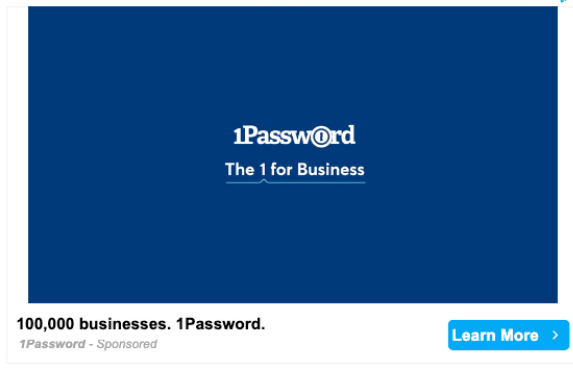 1Password
The 1 for Business
100,000 businesses. 1Password.
1Password - Sponsored
Learn More